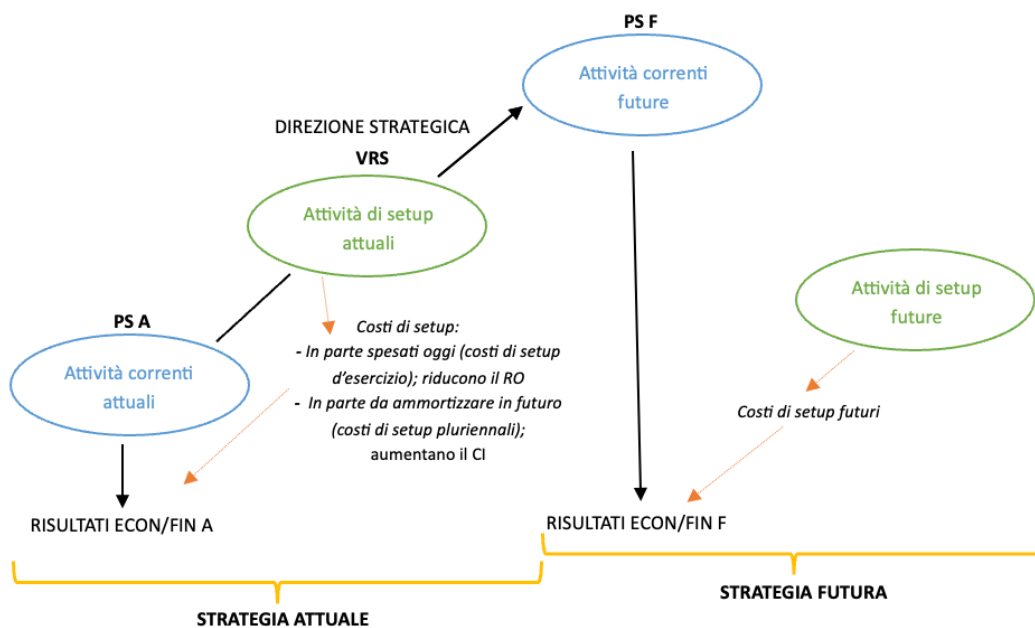 PS F
Attività correnti
future
DIREZIONE STRATEGICA
VRS
Attività di setup
attuali
Attività di setup
future
PS A
Attività correnti
attuali
Costi di setup:
- In parte spesati oggi (costi di setup
d'esercizio); riducono il RO
- In parte da ammortizzare in futuro
(costi di setup pluriennali);
aumentano il CI
Costi di setup futuri
RISULTATI ECON/FIN A
RISULTATI ECON/FIN F
STRATEGIA ATTUALE
STRATEGIA FUTURA